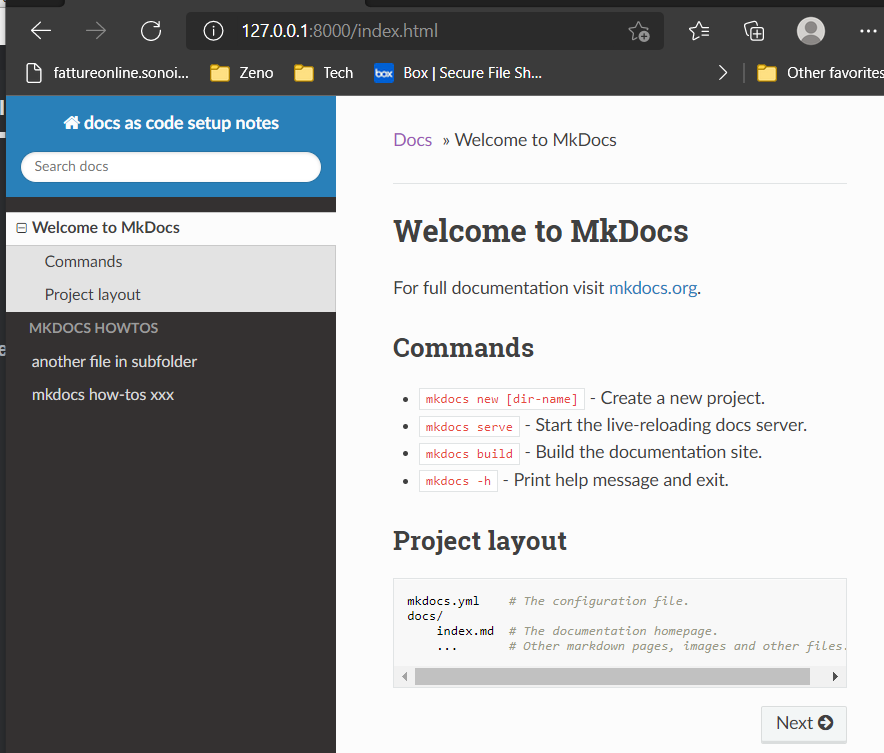 127.0.0.1:8000/index.html
fattureonline.sonoi... Zeno Tech box Box | Secure File Sh... Other favorites
docs as code setup notes
Search docs
Welcome to MkDocs
Commands
Project layout
MKDOCS HOWTOS
another file in subfolder
mkdocs how-tos xxx
Docs » Welcome to MkDocs
Welcome to MkDocs
For full documentation visit mkdocs.org.
Commands
mkdocs new [dir-name] - Create a new project.
mkdocs serve - Start the live-reloading docs server.
mkdocs build - Build the documentation site.
mkdocs -h - Print help message and exit.
Project layout
mkdocs.yml # The configuration file.
docs/
index.md # The documentation homepage.
... # Other markdown pages, images and other files.
Next